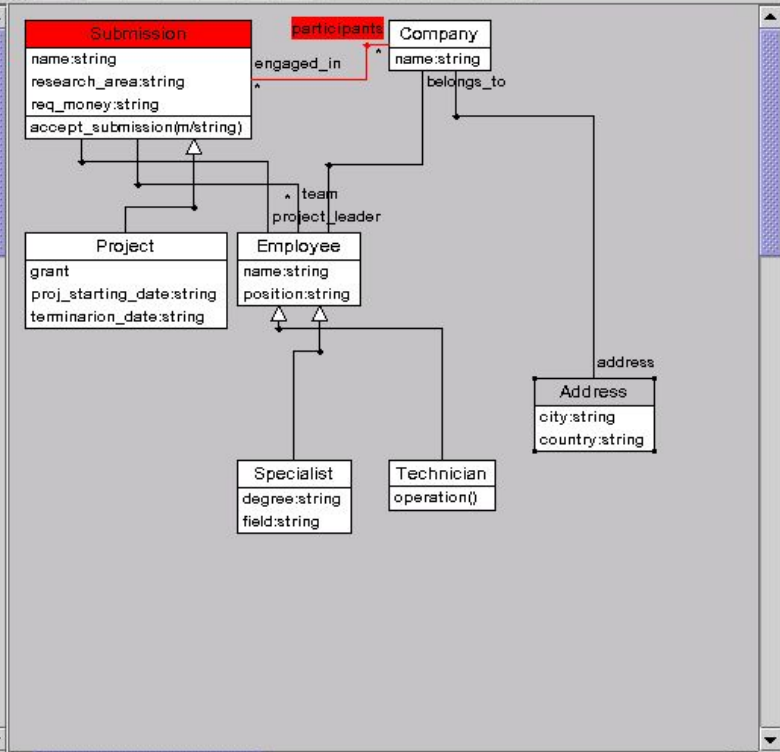 Submission
name:string
research_area:string
req_money:string
accept_submission(m/string)
participants
*
engaged_in
*
Company
name:string
belongs_to
* team
project_leader
Project
grant
proj_starting_date:string
terminarion_date:string
Employee
name:string
position:string
address
Address
city:string
country:string
Specialist
degree:string
field:string
Technician
operation()